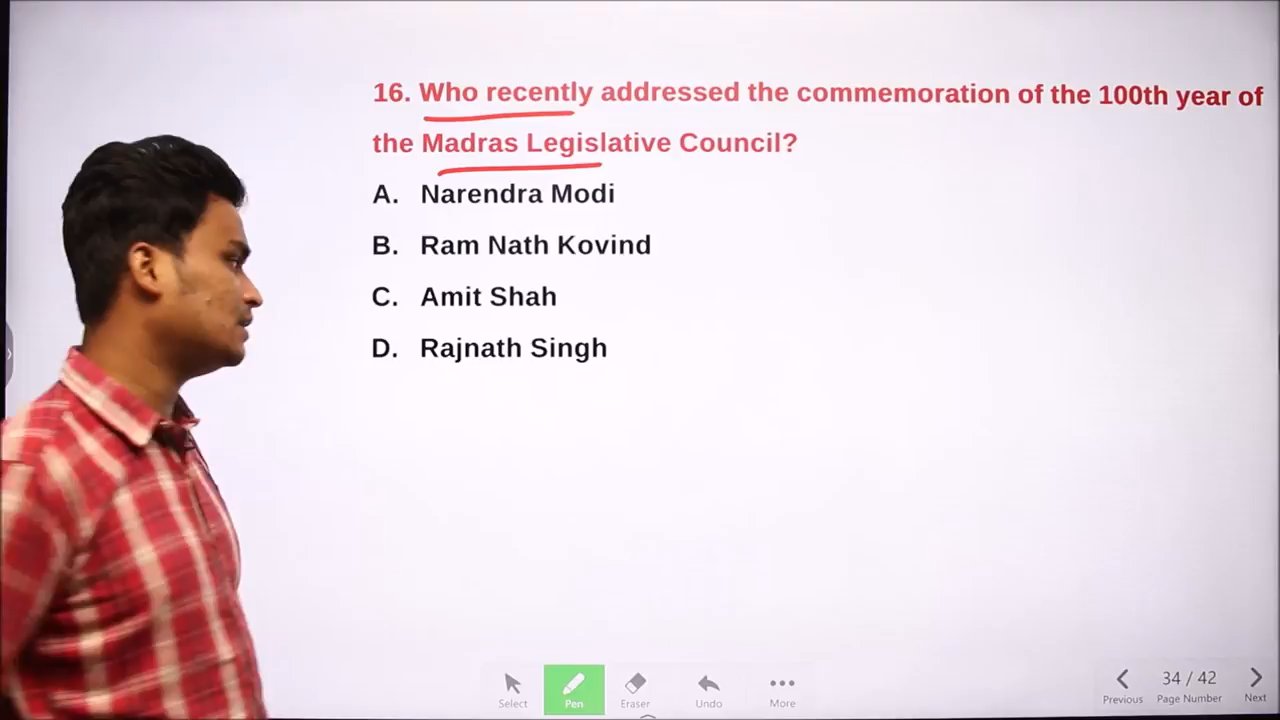 16. Who recently addressed the commemoration of the 100th year of
the Madras Legislative Council?
A. Narendra Modi
B. Ram Nath Kovind
C. Amit Shah
D. Rajnath Singh
Select
Pen
Eraser
Undo
More
Previous
34 / 42
Page Number
Next